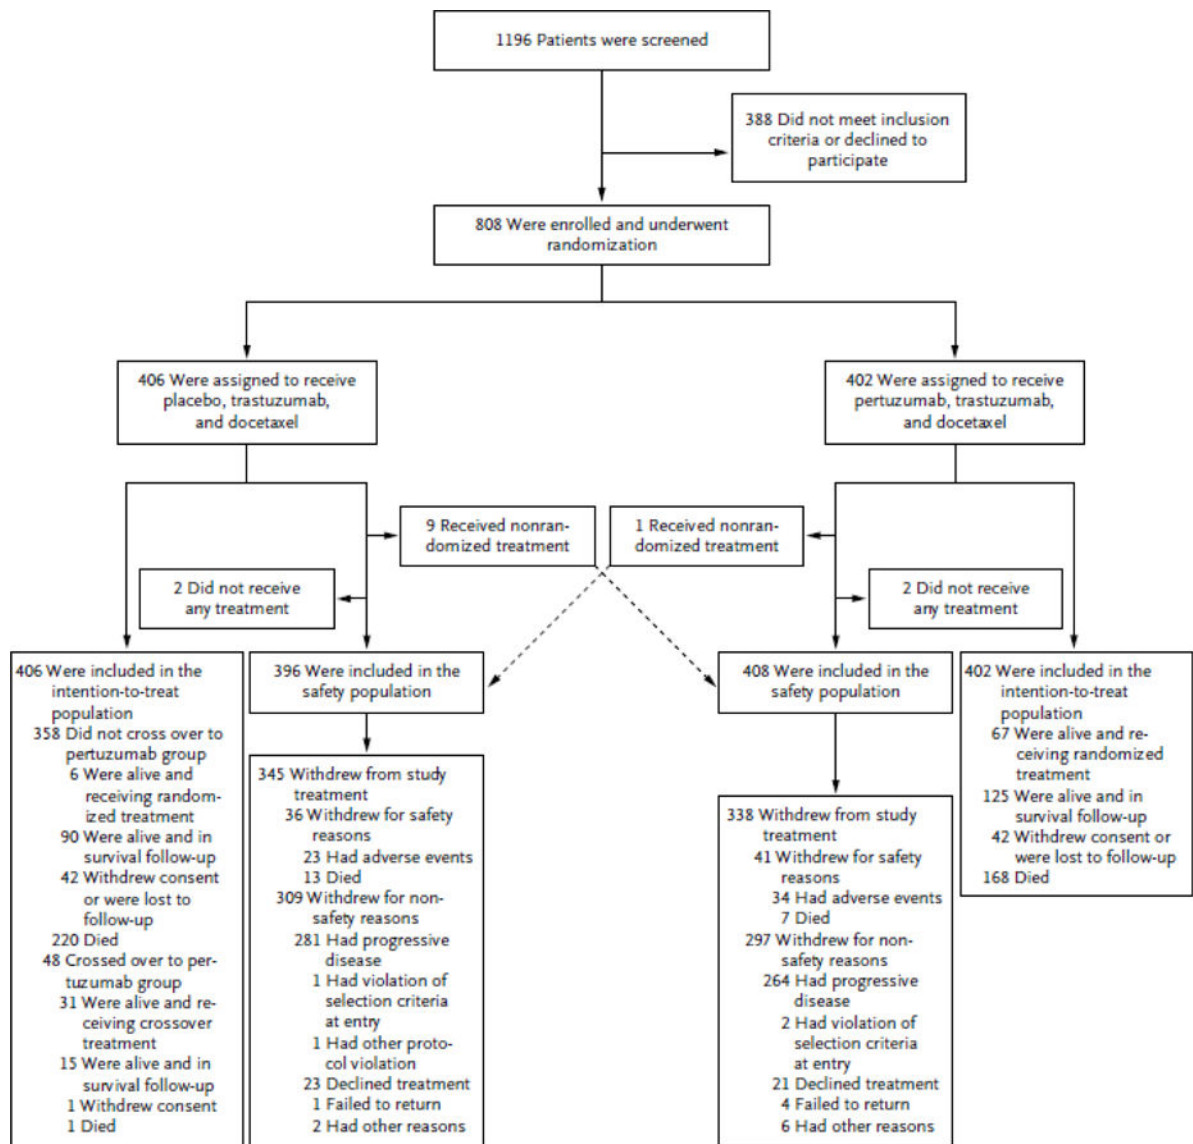 1196 Patients were screened
388 Did not meet inclusion
criteria or declined to
participate
808 Were enrolled and underwent
randomization
406 Were assigned to receive
placebo, trastuzumab,
and docetaxel
402 Were assigned to receive
pertuzumab, trastuzumab,
and docetaxel
9 Received nonran-
domized treatment
1 Received nonran-
domized treatment
2 Did not receive
any treatment
2 Did not receive
any treatment
406 Were included in the
intention-to-treat
population
358 Did not cross over to
pertuzumab group
6 Were alive and
receiving random-
ized treatment
90 Were alive and in
survival follow-up
42 Withdrew consent
or were lost to
follow-up
220 Died
48 Crossed over to per-
tuzumab group
31 Were alive and re-
ceiving crossover
treatment
15 Were alive and in
survival follow-up
1 Withdrew consent
1 Died
396 Were included in the
safety population
345 Withdrew from study
treatment
36 Withdrew for safety
reasons
23 Had adverse events
13 Died
309 Withdrew for non-
safety reasons
281 Had progressive
disease
1 Had violation of
selection criteria
at entry
1 Had other proto-
col violation
23 Declined treatment
1 Failed to return
2 Had other reasons
408 Were included in the
safety population
338 Withdrew from study
treatment
41 Withdrew for safety
reasons
34 Had adverse events
7 Died
297 Withdrew for non-
safety reasons
264 Had progressive
disease
2 Had violation of
selection criteria
at entry
21 Declined treatment
4 Failed to return
6 Had other reasons
402 Were included in the
intention-to-treat
population
67 Were alive and re-
ceiving randomized
treatment
125 Were alive and in
survival follow-up
42 Withdrew consent or
were lost to follow-up
168 Died